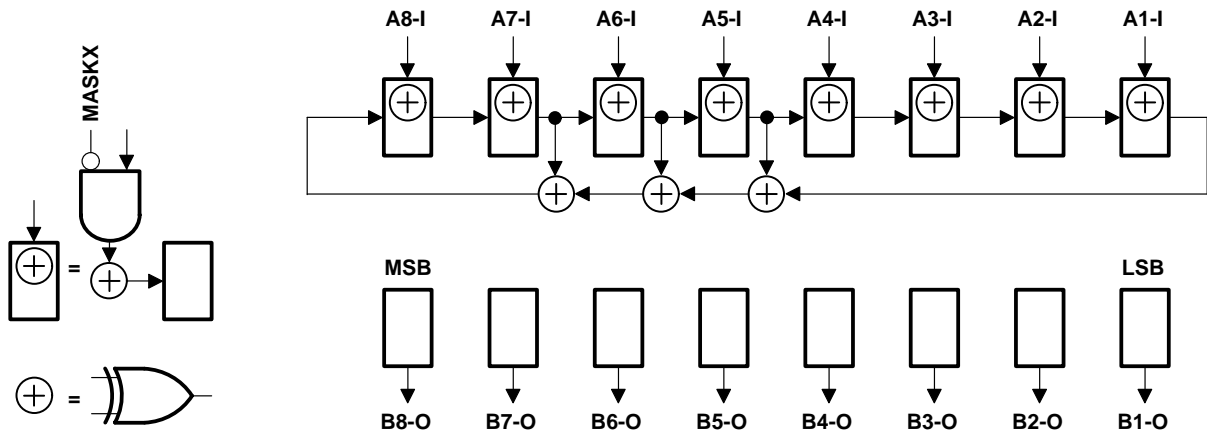 A8-I A7-I A6-I A5-I A4-I A3-I A2-I A1-I
MASKX
=
=
MSB LSB
B8-O B7-O B6-O B5-O B4-O B3-O B2-O B1-O